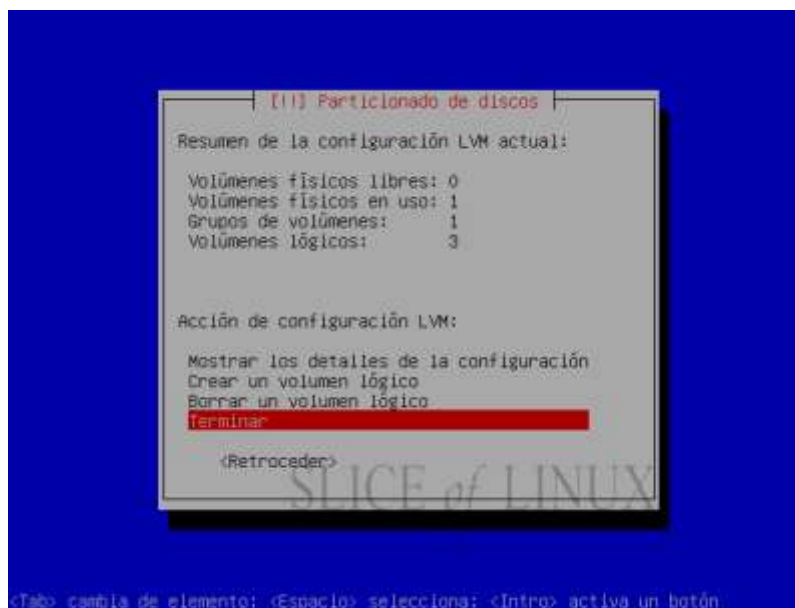 [!!] Particionado de discos
Resumen de la configuración LVM actual:
Volúmenes físicos libres: 0
Volúmenes físicos en uso: 1
Grupos de volúmenes: 1
Volúmenes lógicos: 3
Acción de configuración LVM:
Mostrar los detalles de la configuración
Crear un volumen lógico
Borrar un volumen lógico
Terminar
<Retroceder>
SLICE of LINUX
<Tab> cambia de elemento; <Espacio> selecciona; <Intro> activa un botón